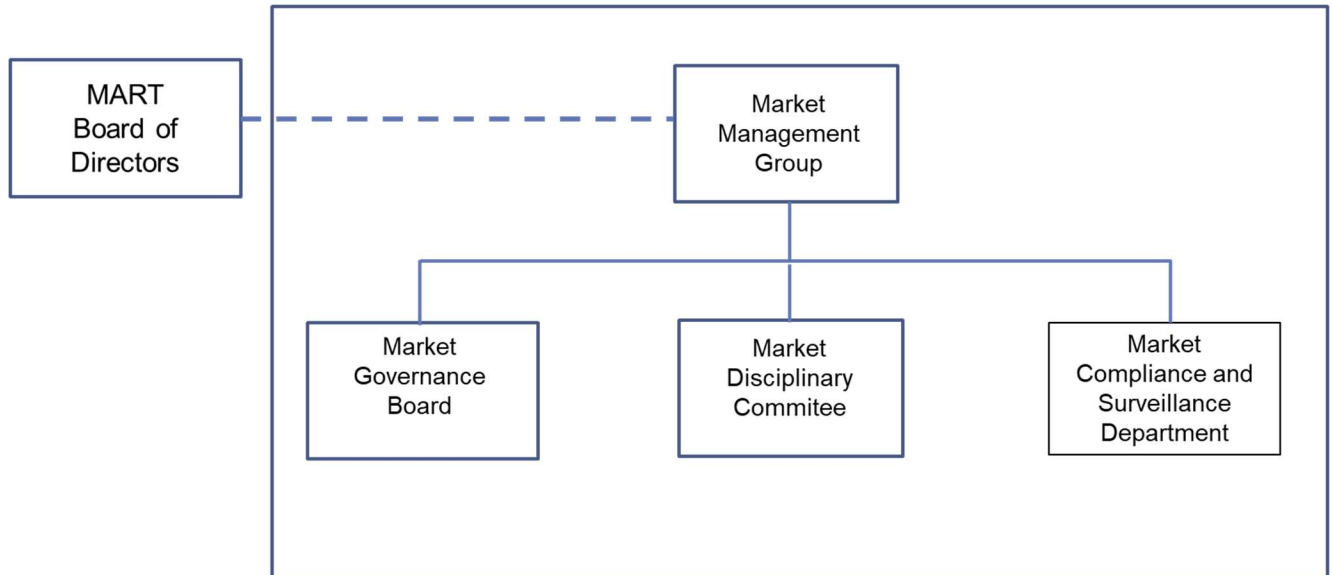 MART
Board of
Directors
Market
Management
Group
Market
Governance
Board
Market
Disciplinary
Commitee
Market
Compliance and
Surveillance
Department